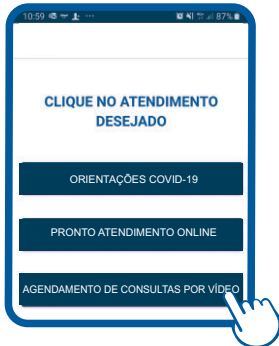 10:59 ... 87%
CLIQUE NO ATENDIMENTO
DESEJADO
ORIENTAÇÕES COVID-19
PRONTO ATENDIMENTO ONLINE
AGENDAMENTO DE CONSULTAS POR VÍDEO